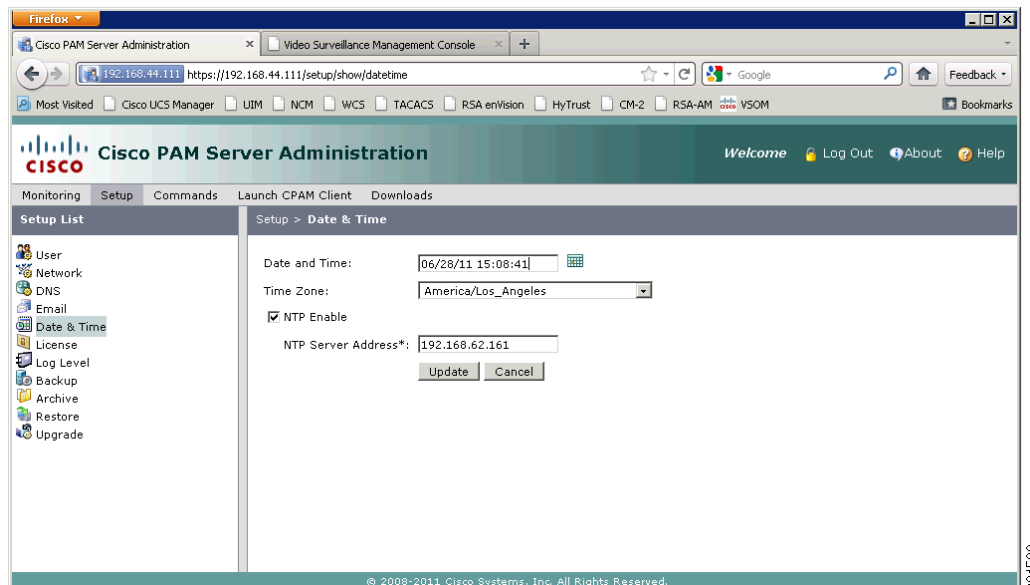 Firefox
Cisco PAM Server Administration
Video Surveillance Management Console
192.168.44.111 https://192.168.44.111/setup/show/datetime
Google
Feedback
Most Visited Cisco UCS Manager UIM NCM WCS TACACS RSA enVision HyTrust CM-2 RSA-AM VSOM Bookmarks
CISCO
Cisco PAM Server Administration
Welcome Log Out About Help
Monitoring Setup Commands Launch CPAM Client Downloads
Setup List
Setup > Date & Time
User
Network
DNS
Email
Date & Time
License
Log Level
Backup
Archive
Restore
Upgrade
Date and Time: 06/28/11 15:08:41
Time Zone: America/Los_Angeles
NTP Enable
NTP Server Address*: 192.168.62.161
Update Cancel
© 2008-2011 Cisco Systems, Inc. All Rights Reserved.